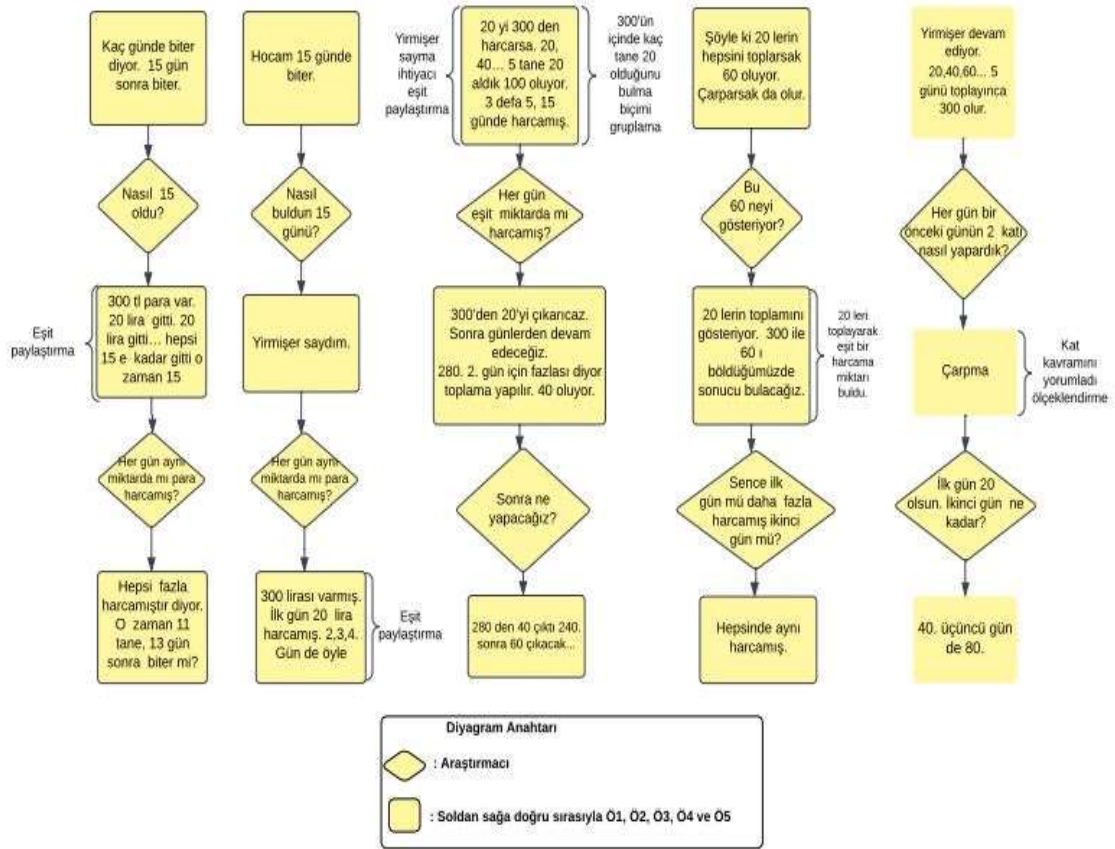 Kaç günde biter
diyor. 15 gün
sonra biter.
Nasıl 15
oldu?
Eşit
paylaştırma
300 tl para var.
20 lira gitti. 20
lira gitti... hepsi
15 e kadar gitti o
zaman 15
Her gün aynı
miktarda mı para
harcamış?
Hepsi fazla
harcamıştır diyor.
O zaman 11
tane, 13 gün
sonra biter mi?
Hocam 15 günde
biter.
Nasıl
buldun 15
günü?
Yirmişer saydım.
Her gün aynı
miktarda mı para
harcamış?
300 lirası varmış.
İlk gün 20 lira
harcamış. 2,3,4.
Gün de öyle
Eşit
paylaştırma
Yirmişer
sayma
ihtiyacı
eşit
paylaştırma
20 yi 300 den
harcarsa. 20,
40... 5 tane 20
aldık 100 oluyor.
3 defa 5, 15
günde harcamış.
300'ün
içinde kaç
tane 20
olduğunu
bulma
biçimi
gruplama
Her gün
eşit miktarda mı
harcamış?
300'den 20'yi çıkarıcaz.
Sonra günlerden devam
edeceğiz.
280. 2. gün için fazlası diyor
toplama yapılır. 40 oluyor.
Sonra ne
yapacağız?
280 den 40 çıktı 240.
sonra 60 çıkacak...
Şöyle ki 20 lerin
hepsini toplarsak
60 oluyor.
Çarparsak da olur.
Bu
60 neyi
gösteriyor?
20 lerin toplamını
gösteriyor. 300 ile
60 ı
böldüğümüzde
sonucu bulacağız.
20 leri
toplayarak
eşit bir
harcama
miktarı
buldu.
Sence ilk
gün mü daha fazla
harcamış ikinci
gün mü?
Hepsinde aynı
harcamış.
Yirmişer devam
ediyor.
20,40,60... 5
günü toplayınca
300 olur.
Her gün bir
önceki günün 2 katı
nasıl yapardık?
Çarpma
Kat
kavramını
yorumladı
ölçeklendirme
İlk gün 20
olsun. İkinci gün ne
kadar?
40. üçüncü gün
de 80.
Diyagram Anahtarı
: Araştırmacı
: Soldan sağa doğru sırasıyla Ö1, Ö2, Ö3, Ö4 ve Ö5